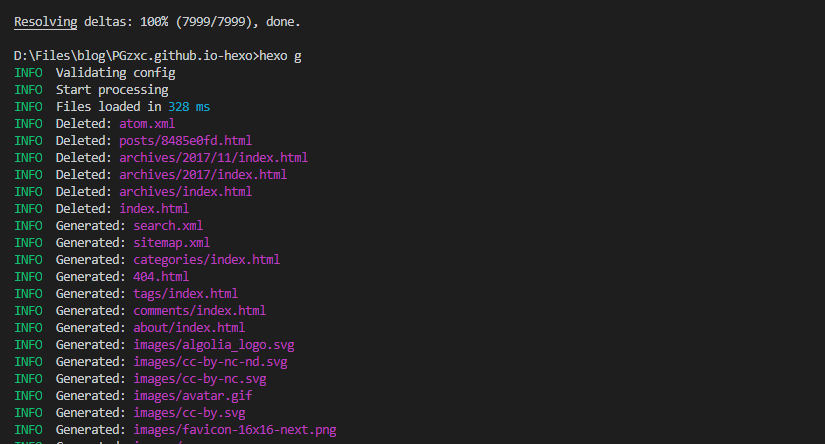 Resolving deltas: 100% (7999/7999), done.
D:\Files\blog\PGzxc.github.io-hexo>hexo g
INFO  Validating config
INFO  Start processing
INFO  Files loaded in 328 ms
INFO  Deleted: atom.xml
INFO  Deleted: posts/8485e0fd.html
INFO  Deleted: archives/2017/11/index.html
INFO  Deleted: archives/2017/index.html
INFO  Deleted: archives/index.html
INFO  Deleted: index.html
INFO  Generated: search.xml
INFO  Generated: sitemap.xml
INFO  Generated: categories/index.html
INFO  Generated: 404.html
INFO  Generated: tags/index.html
INFO  Generated: comments/index.html
INFO  Generated: about/index.html
INFO  Generated: images/algolia_logo.svg
INFO  Generated: images/cc-by-nc-nd.svg
INFO  Generated: images/cc-by-nc.svg
INFO  Generated: images/avatar.gif
INFO  Generated: images/cc-by.svg
INFO  Generated: images/favicon-16x16-next.png